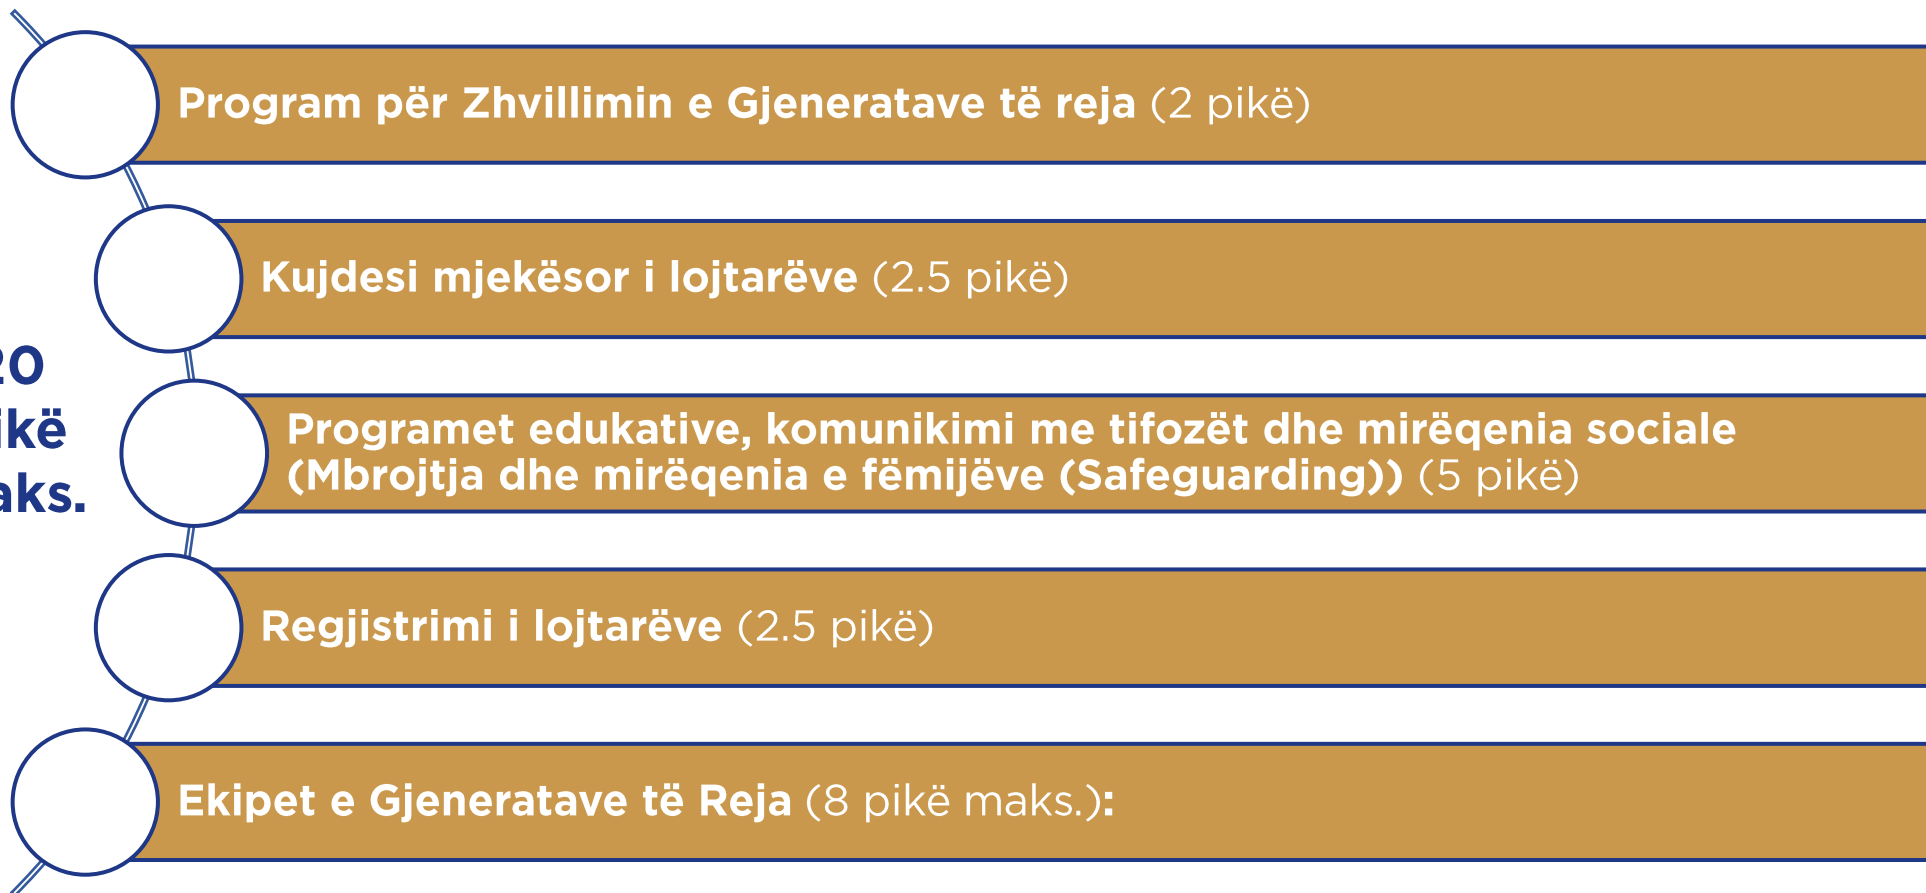 Program për Zhvillimin e Gjeneratave të reja (2 pikë)
Kujdesi mjekësor i lojtarëve (2.5 pikë)
20
Programet edukative, komunikimi me tifozët dhe mirëqenia sociale
(Mbrojtja dhe mirëqenia e fëmijëve (Safeguarding)) (5 pikë)
Regjistrimi i lojtarëve (2.5 pikë)
Ekipet e Gjeneratave të Reja (8 pikë maks.):